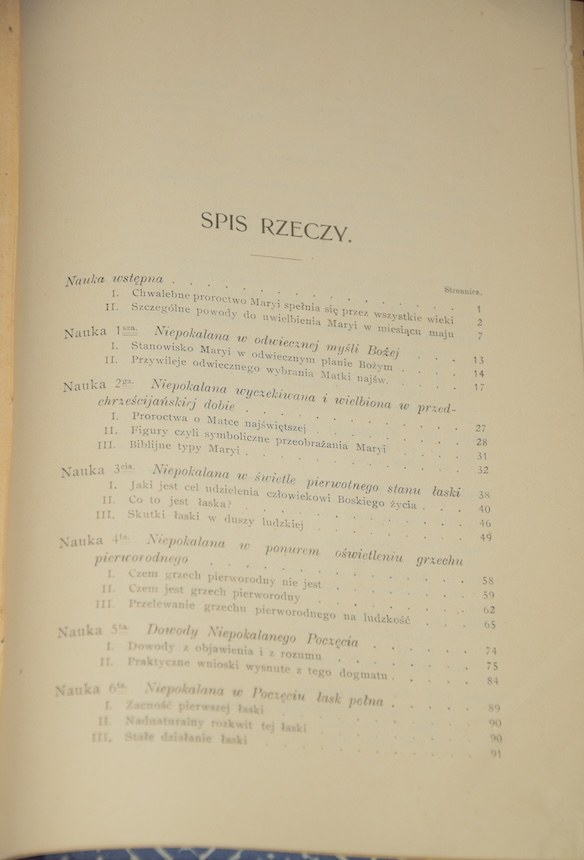 SPIS RZECZY.
Stronnica.
Nauka wstępna . . . . . . . . . . 1
I. Chwalebne proroctwo Maryi spełnia się przez wszystkie wieki 2
II. Szczególne powody do uwielbienia Maryi w miesiącu maju 7
Nauka 1sza. Niepokalana w odwiecznej myśli Bożej . . . 13
I. Stanowisko Maryi w odwiecznym planie Bożym . . . . 14
II. Przywileje odwiecznego wybrania Matki najśw. . . . . 17
Nauka 2ga. Niepokalana wyczekiwana i wielbiona w przed-
chrześcijańskiej dobie . . . . . . . . 27
I. Proroctwa o Matce najświętszej . . . . . . 28
II. Figury czyli symboliczne przeobrażania Maryi . . . . 31
III. Biblijne typy Maryi . . . . . . . . 32
Nauka 3cia. Niepokalana w świetle pierwotnego stanu łaski 38
I. Jaki jest cel udzielenia człowiekowi Boskiego życia . . . 40
II. Co to jest łaska? . . . . . . . . 46
III. Skutki łaski w duszy ludzkiej . . . . . . 49
Nauka 4ta. Niepokalana w ponurem oświetleniu grzechu
pierworodnego . . . . . . . . . 58
I. Czem grzech pierworodny nie jest . . . . . . 59
II. Czem jest grzech pierworodny . . . . . . 62
III. Przelewanie grzechu pierworodnego na ludzkość . . . 65
Nauka 5ta. Dowody Niepokalanego Poczęcia . . . . 74
I. Dowody z objawienia i z rozumu . . . . . . 75
II. Praktyczne wnioski wysnute z tego dogmatu . . . . 84
Nauka 6ta. Niepokalana w Poczęciu łask pełna . . . . 89
I. Zacność pierwszej łaski . . . . . . . 90
II. Nadnaturalny rozkwit tej łaski . . . . . . 90
III. Stałe działanie łaski . . . . . . . . 91